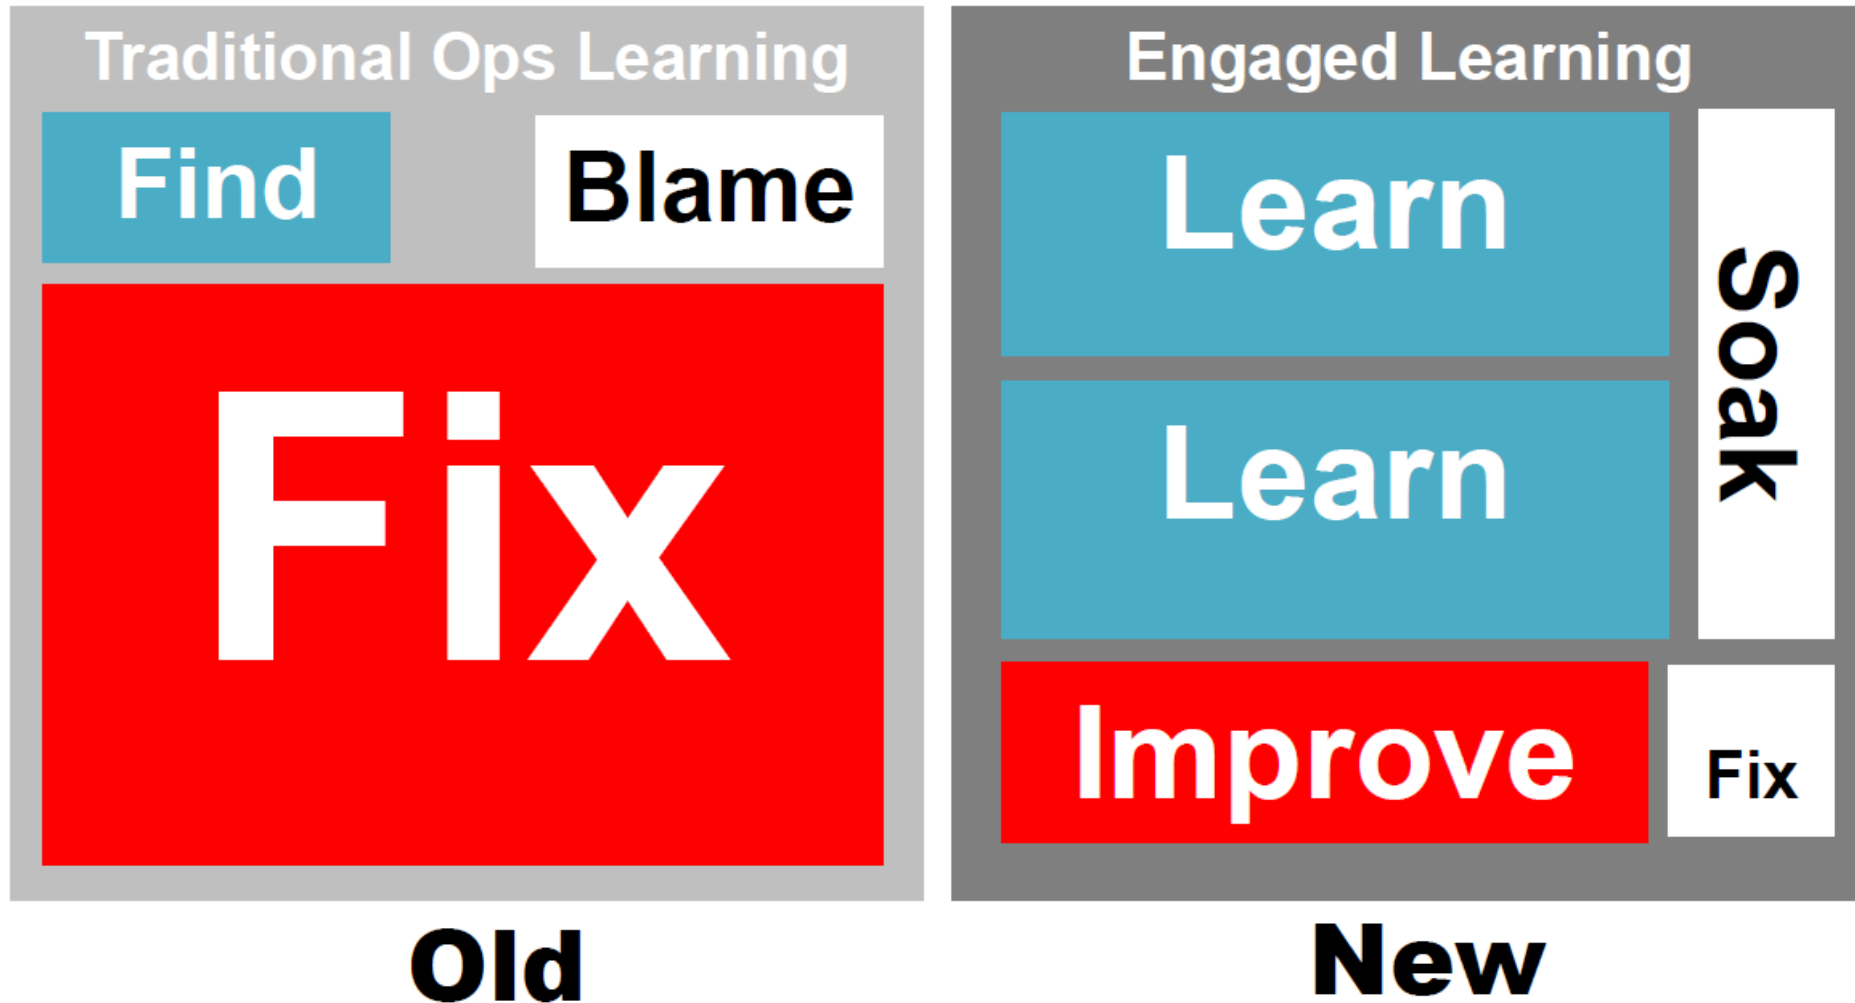 Traditional Ops Learning
Find
Blame
Fix
Old
Engaged Learning
Learn
Soak
Learn
Improve
Fix
New